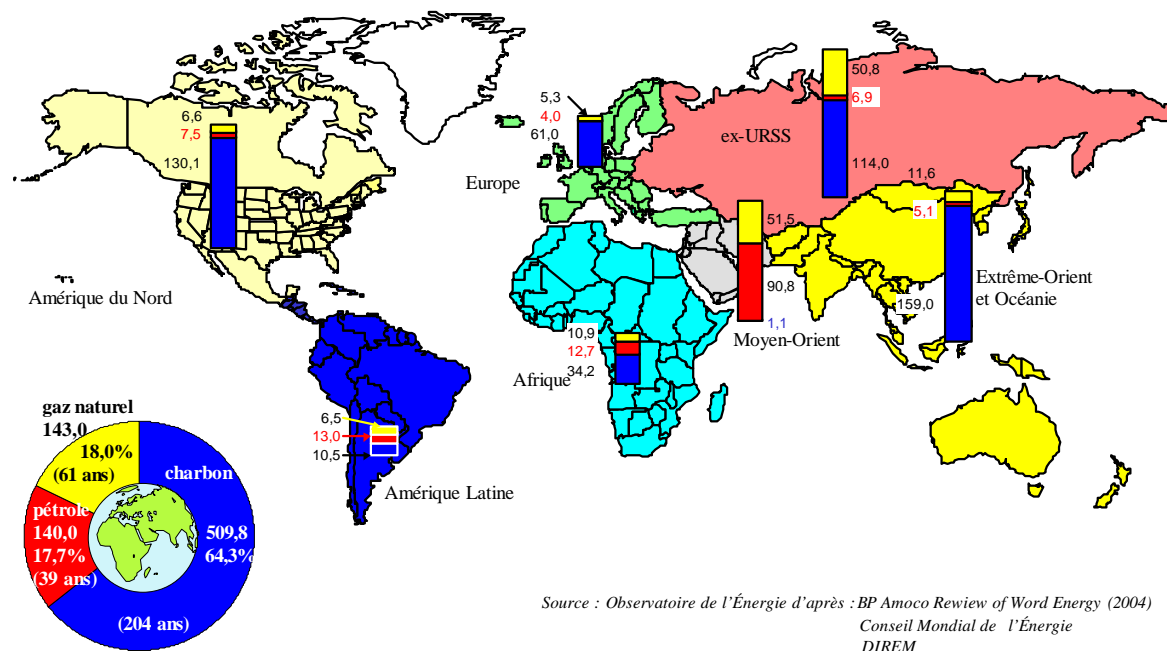 50,8
6,9
ex-URSS
114,0
5,3
4,0
61,0
Europe
6,6
7,5
130,1
Amérique du Nord
11,6
5,1
159,0
Extrême-Orient
et Océanie
51,5
90,8
1,1
Moyen-Orient
10,9
12,7
34,2
Afrique
6,5
13,0
10,5
Amérique Latine
gaz naturel
143,0
18,0%
(61 ans)
charbon
509,8
64,3%
(204 ans)
pétrole
140,0
17,7%
(39 ans)
Source : Observatoire de l'Énergie d'après : BP Amoco Rewiew of Word Energy (2004)
Conseil Mondial de l'Énergie
DIREM